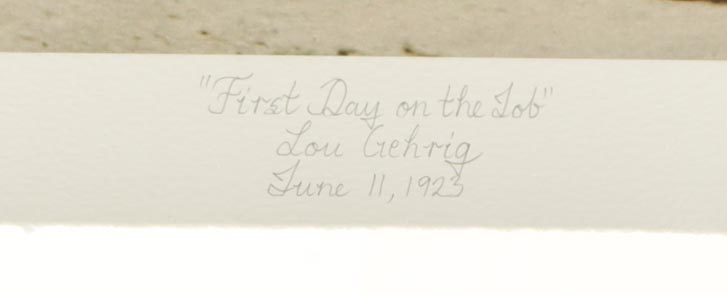 "First Day on the Job"
Lou Gehrig
June 11, 1923